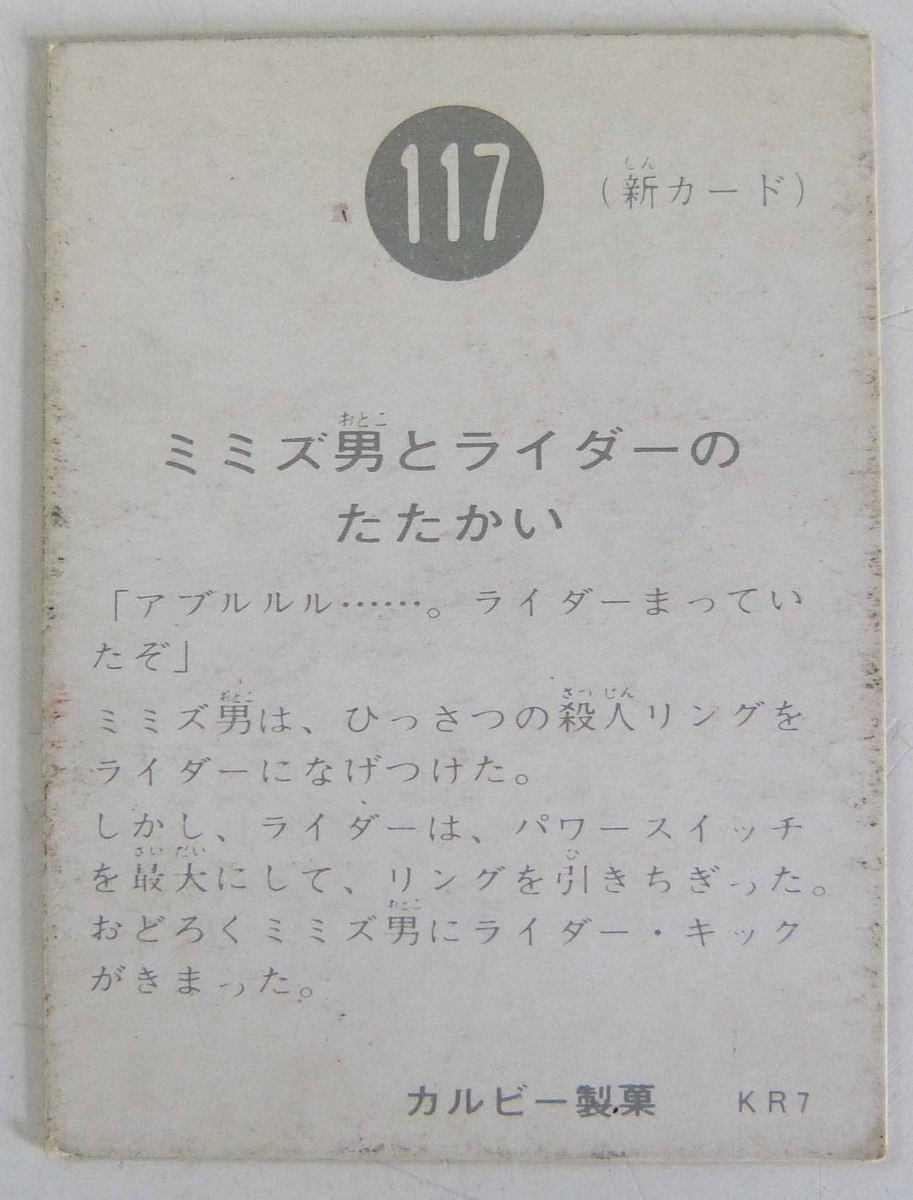 117
(新カード)
ミミズ男とライダーの
たたかい
「アブルルル……。ライダーまってい
たぞ」
ミミズ男は、ひっさつの殺人リングを
ライダーになげつけた。
しかし、ライダーは、パワースイッチ
を最大にして、リングを引きちぎった。
おどろくミミズ男にライダー・キック
がきまった。
カルビー製菓 KR7